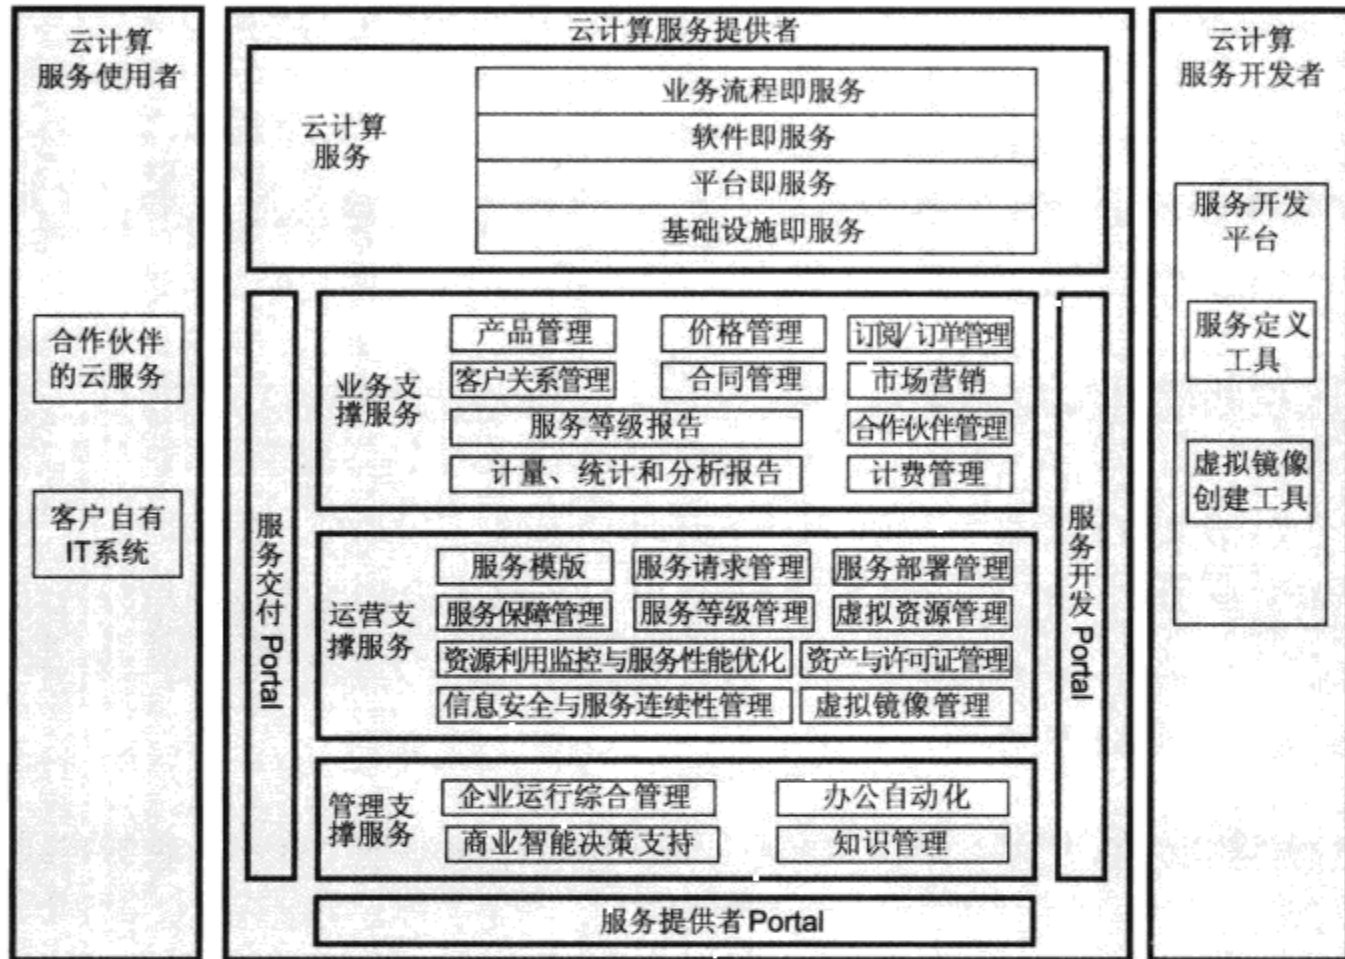 云计算
服务使用者
合作伙伴
的云服务
客户自有
IT系统
云计算服务提供者
云计算
服务
业务流程即服务
软件即服务
平台即服务
基础设施即服务
服务交付 Portal
业务支
撑服务
产品管理
价格管理
订阅/订单管理
客户关系管理
合同管理
市场营销
服务等级报告
合作伙伴管理
计量、统计和分析报告
计费管理
运营支
撑服务
服务模版
服务请求管理
服务部署管理
服务保障管理
服务等级管理
虚拟资源管理
资源利用监控与服务性能优化
资产与许可证管理
信息安全与服务连续性管理
虚拟镜像管理
管理支
撑服务
企业运行综合管理
办公自动化
商业智能决策支持
知识管理
服务开发 Portal
服务提供者Portal
云计算
服务开发者
服务开发
平台
服务定义
工具
虚拟镜像
创建工具